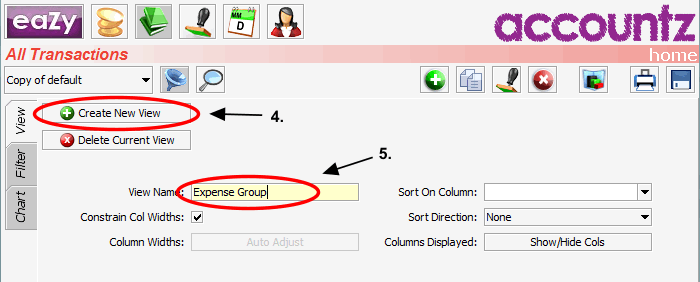 eaZy
MM
D
accountz
All Transactions
home
Copy of default
View
Filter
Chart
Create New View
4.
Delete Current View
5.
View Name:
Expense Group
Sort On Column:
Constrain Col Widths:
Sort Direction:
None
Column Widths:
Auto Adjust
Columns Displayed:
Show/Hide Cols